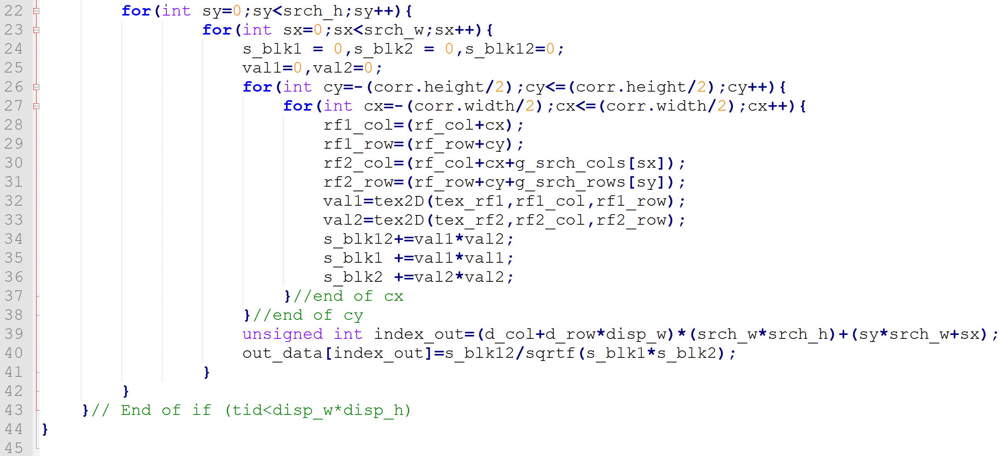 22 for(int sy=0;sy<srch_h;sy++){
23 for(int sx=0;sx<srch_w;sx++){
24 s_blk1 = 0,s_blk2 = 0,s_blk12=0;
25 val1=0,val2=0;
26 for(int cy=-(corr.height/2);cy<=(corr.height/2);cy++){
27 for(int cx=-(corr.width/2);cx<=(corr.width/2);cx++){
28 rf1_col=(rf_col+cx);
29 rf1_row=(rf_row+cy);
30 rf2_col=(rf_col+cx+g_srch_cols[sx]);
31 rf2_row=(rf_row+cy+g_srch_rows[sy]);
32 val1=tex2D(tex_rf1,rf1_col,rf1_row);
33 val2=tex2D(tex_rf2,rf2_col,rf2_row);
34 s_blk12+=val1*val2;
35 s_blk1 +=val1*val1;
36 s_blk2 +=val2*val2;
37 }//end of cx
38 }//end of cy
39 unsigned int index_out=(d_col+d_row*disp_w)*(srch_w*srch_h)+(sy*srch_w+sx);
40 out_data[index_out]=s_blk12/sqrtf(s_blk1*s_blk2);
41 }
42 }
43 }// End of if (tid<disp_w*disp_h)
44 }
45